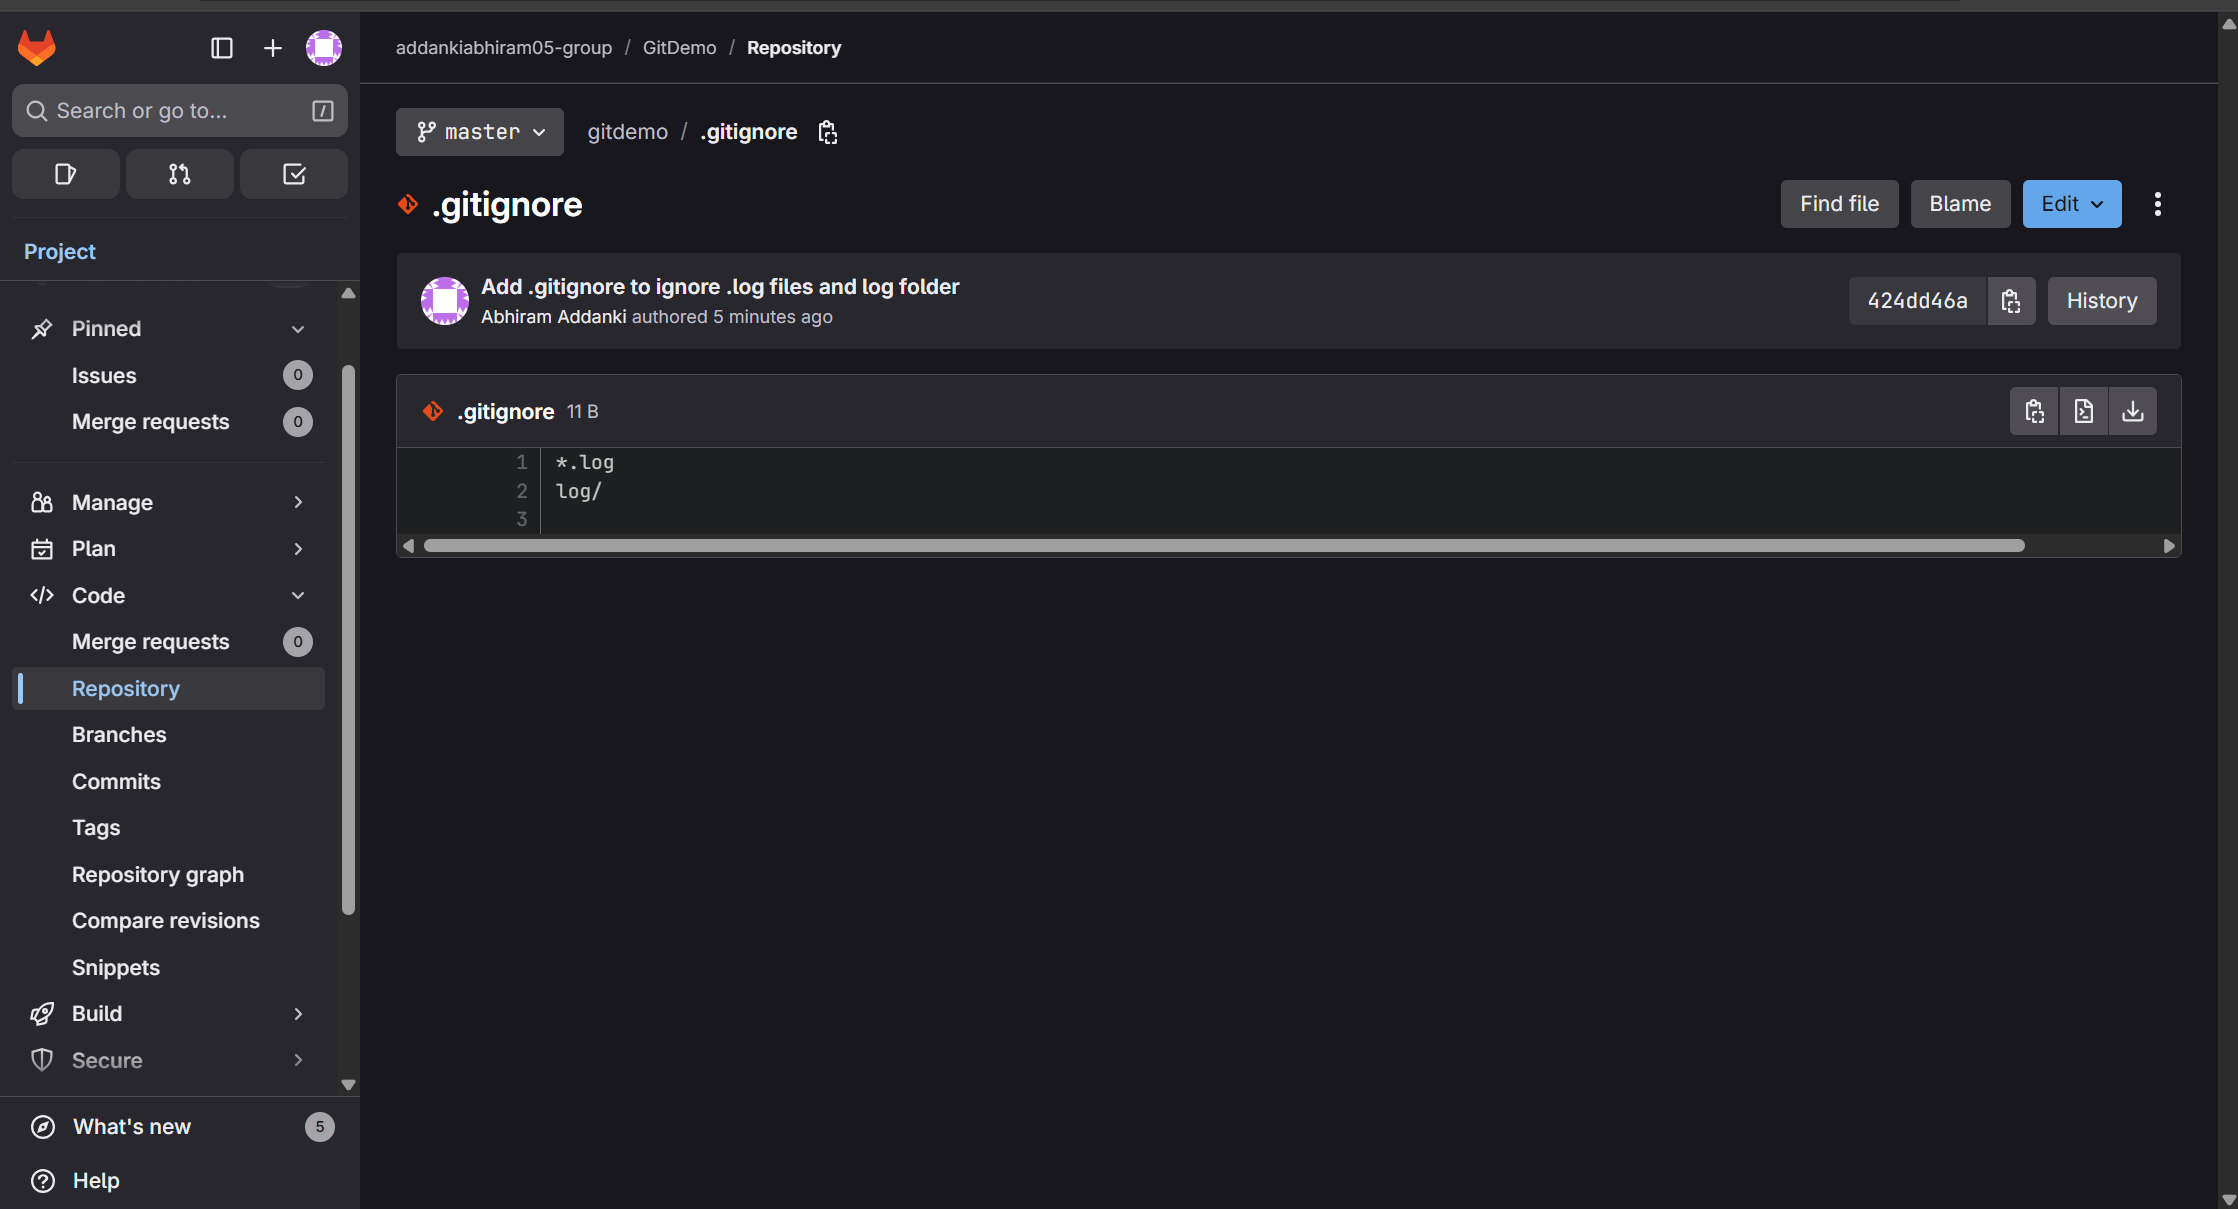 addankiabhiram05-group / GitDemo / Repository
Search or go to... /
Project
Pinned
Issues 0
Merge requests 0
Manage
Plan
Code
Merge requests 0
Repository
Branches
Commits
Tags
Repository graph
Compare revisions
Snippets
Build
Secure
What's new 5
Help
master gitdemo / .gitignore
.gitignore
Find file Blame Edit
Add .gitignore to ignore .log files and log folder
Abhiram Addanki authored 5 minutes ago
424dd46a History
.gitignore 11 B
1 *.log
2 log/
3